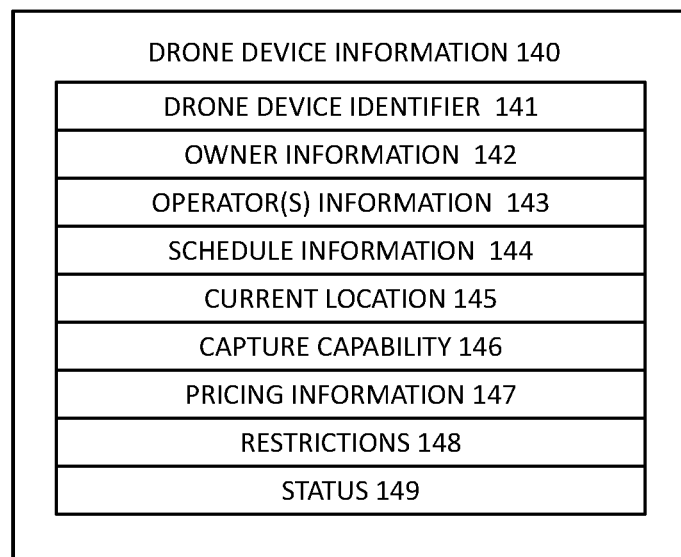 DRONE DEVICE INFORMATION 140
DRONE DEVICE IDENTIFIER 141
OWNER INFORMATION 142
OPERATOR(S) INFORMATION 143
SCHEDULE INFORMATION 144
CURRENT LOCATION 145
CAPTURE CAPABILITY 146
PRICING INFORMATION 147
RESTRICTIONS 148
STATUS 149